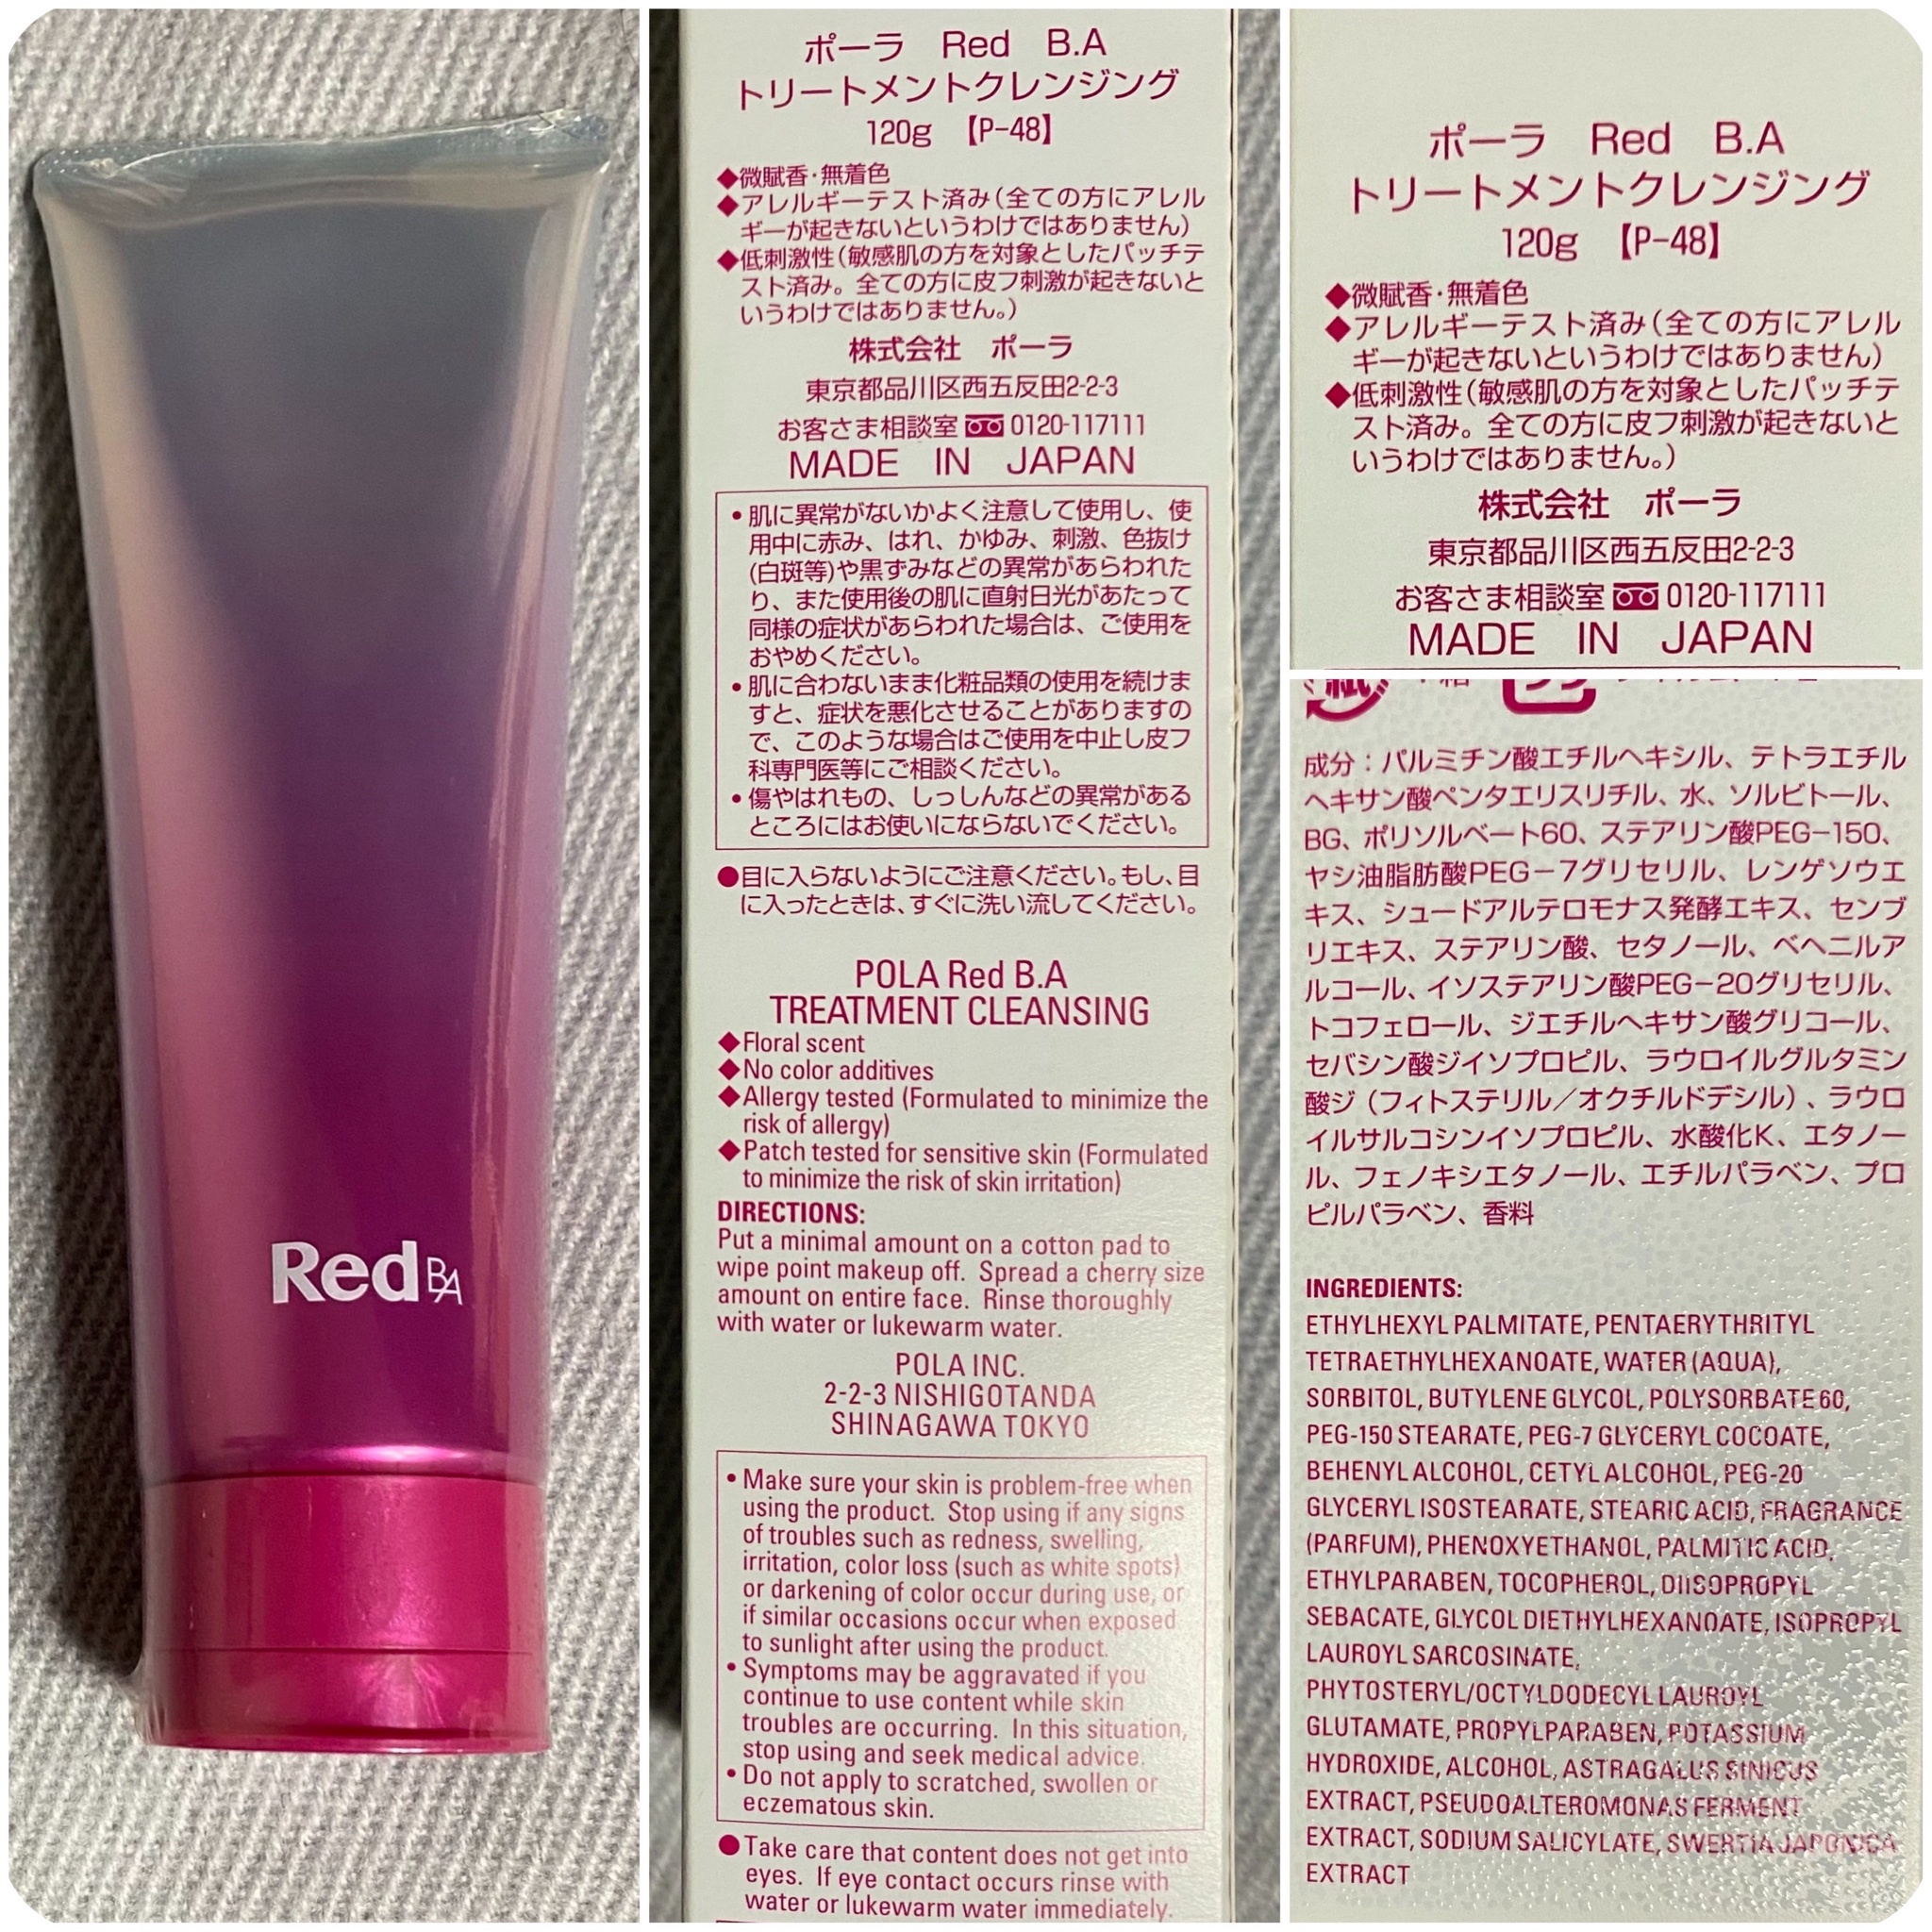 Red BA
ポーラ Red B.A
トリートメントクレンジング
120g 【P-48】
◆微賦香・無着色
◆アレルギーテスト済み(全ての方にアレル
ギーが起きないというわけではありません)
◆低刺激性(敏感肌の方を対象としたパッチテ
スト済み。全ての方に皮フ刺激が起きないと
いうわけではありません。)
株式会社 ポーラ
東京都品川区西五反田2-2-3
お客さま相談室 0120-117111
MADE IN JAPAN
• 肌に異常がないかよく注意して使用し、使
用中に赤み、はれ、かゆみ、刺激、色抜け
(白斑等)や黒ずみなどの異常があらわれた
り、また使用後の肌に直射日光があたって
同様の症状があらわれた場合は、ご使用を
おやめください。
• 肌に合わないまま化粧品類の使用を続けま
すと、症状を悪化させることがありますの
で、このような場合はご使用を中止し皮フ
科専門医等にご相談ください。
• 傷やはれもの、しっしんなどの異常がある
ところにはお使いにならないでください。
●目に入らないようにご注意ください。もし、目
に入ったときは、すぐに洗い流してください。
POLA Red B.A
TREATMENT CLEANSING
◆Floral scent
◆No color additives
◆Allergy tested (Formulated to minimize the
risk of allergy)
◆Patch tested for sensitive skin (Formulated
to minimize the risk of skin irritation)
DIRECTIONS:
Put a minimal amount on a cotton pad to
wipe point makeup off. Spread a cherry size
amount on entire face. Rinse thoroughly
with water or lukewarm water.
POLA INC.
2-2-3 NISHIGOTANDA
SHINAGAWA TOKYO
• Make sure your skin is problem-free when
using the product. Stop using if any signs
of troubles such as redness, swelling,
irritation, color loss (such as white spots)
or darkening of color occur during use, or
if similar occasions occur when exposed
to sunlight after using the product.
• Symptoms may be aggravated if you
continue to use content while skin
troubles are occurring. In this situation,
stop using and seek medical advice.
• Do not apply to scratched, swollen or
eczematous skin.
●Take care that content does not get into
eyes. If eye contact occurs rinse with
water or lukewarm water immediately.
ポーラ Red B.A
トリートメントクレンジング
120g 【P-48】
◆微賦香・無着色
◆アレルギーテスト済み(全ての方にアレル
ギーが起きないというわけではありません)
◆低刺激性(敏感肌の方を対象としたパッチテ
スト済み。全ての方に皮フ刺激が起きないと
いうわけではありません。)
株式会社 ポーラ
東京都品川区西五反田2-2-3
お客さま相談室 0120-117111
MADE IN JAPAN
成分:パルミチン酸エチルヘキシル、テトラエチル
ヘキサン酸ペンタエリスリチル、水、ソルビトール、
BG、ポリソルベート60、ステアリン酸PEG-150、
ヤシ油脂肪酸PEG-7グリセリル、レンゲソウエ
キス、シュードアルテロモナス発酵エキス、センブ
リエキス、ステアリン酸、セタノール、ベヘニルア
ルコール、イソステアリン酸PEG-20グリセリル、
トコフェロール、ジエチルヘキサン酸グリコール、
セバシン酸ジイソプロピル、ラウロイルグルタミン
酸ジ(フィトステリル/オクチルドデシル)、ラウロ
イルサルコシンイソプロピル、水酸化K、エタノー
ル、フェノキシエタノール、エチルパラベン、プロ
ピルパラベン、香料
INGREDIENTS:
ETHYLHEXYL PALMITATE, PENTAERYTHRITYL
TETRAETHYLHEXANOATE, WATER (AQUA),
SORBITOL, BUTYLENE GLYCOL, POLYSORBATE 60,
PEG-150 STEARATE, PEG-7 GLYCERYL COCOATE,
BEHENYL ALCOHOL, CETYL ALCOHOL, PEG-20
GLYCERYL ISOSTEARATE, STEARIC ACID, FRAGRANCE
(PARFUM), PHENOXYETHANOL, PALMITIC ACID,
ETHYLPARABEN, TOCOPHEROL, DIISOPROPYL
SEBACATE, GLYCOL DIETHYLHEXANOATE, ISOPROPYL
LAUROYL SARCOSINATE,
PHYTOSTERYL/OCTYLDODECYL LAUROYL
GLUTAMATE, PROPYLPARABEN, POTASSIUM
HYDROXIDE, ALCOHOL, ASTRAGALUS SINICUS
EXTRACT, PSEUDOALTEROMONAS FERMENT
EXTRACT, SODIUM SALICYLATE, SWERTIA JAPONICA
EXTRACT